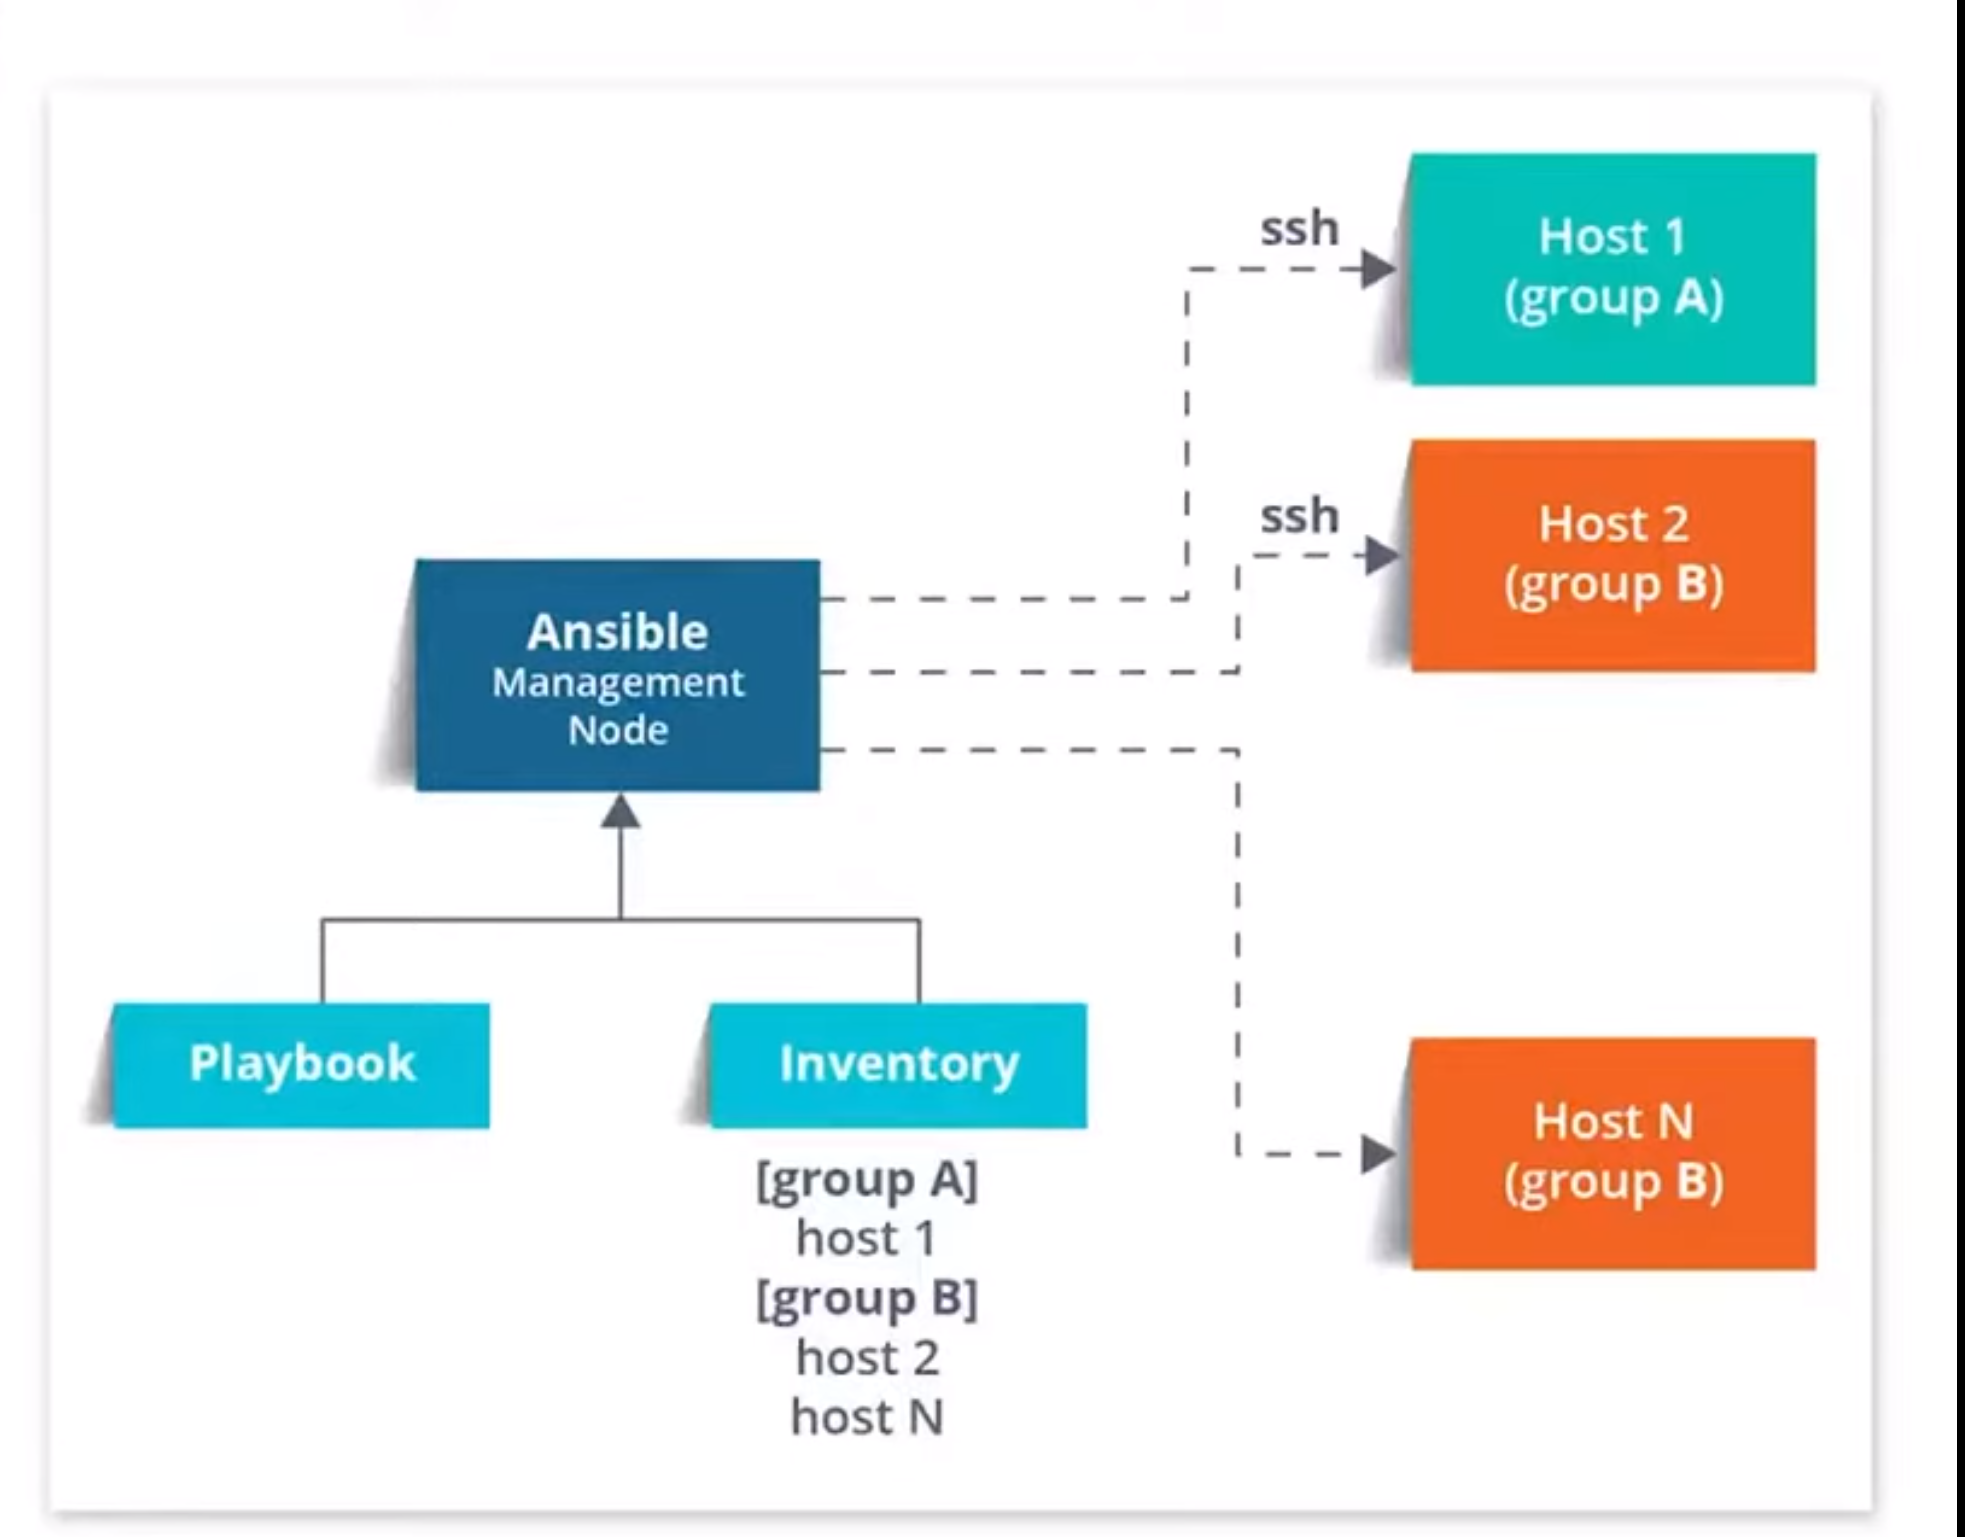 ssh
Host 1
(group A)
ssh
Host 2
(group B)
Ansible
Management
Node
Playbook
Inventory
[group A]
host 1
[group B]
host 2
host N
Host N
(group B)